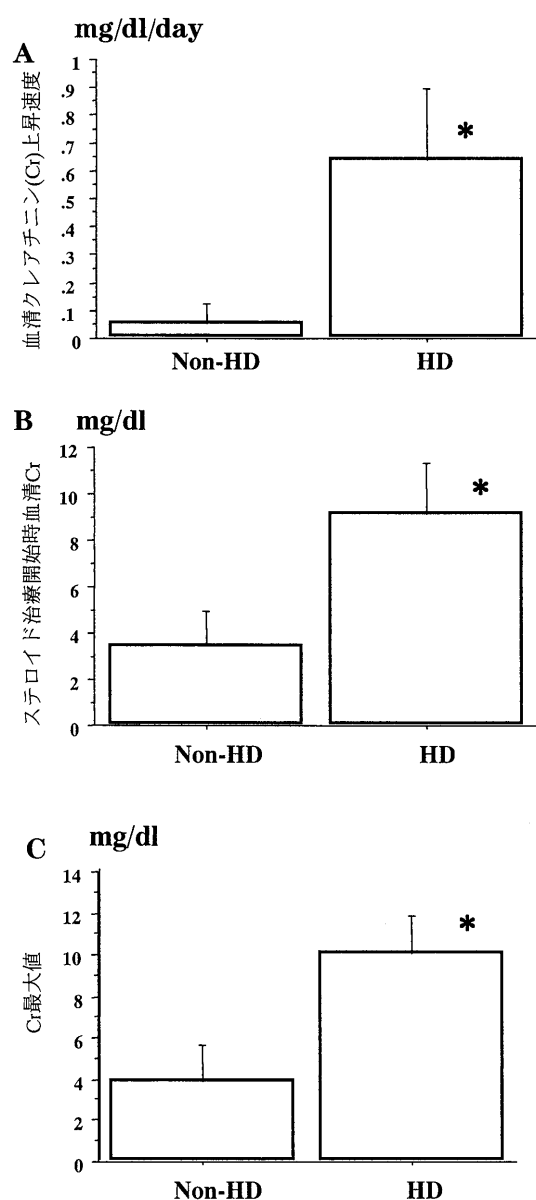 mg/dl/day
A
血清クレアチニン(Cr)上昇速度
1
.9
.8
.7
.6
.5
.4
.3
.2
.1
0
Non-HD
HD
*
B
mg/dl
ステロイド治療開始時血清Cr
12
10
8
6
4
2
0
Non-HD
HD
*
C
mg/dl
Cr最大値
14
12
10
8
6
4
2
0
Non-HD
HD
*